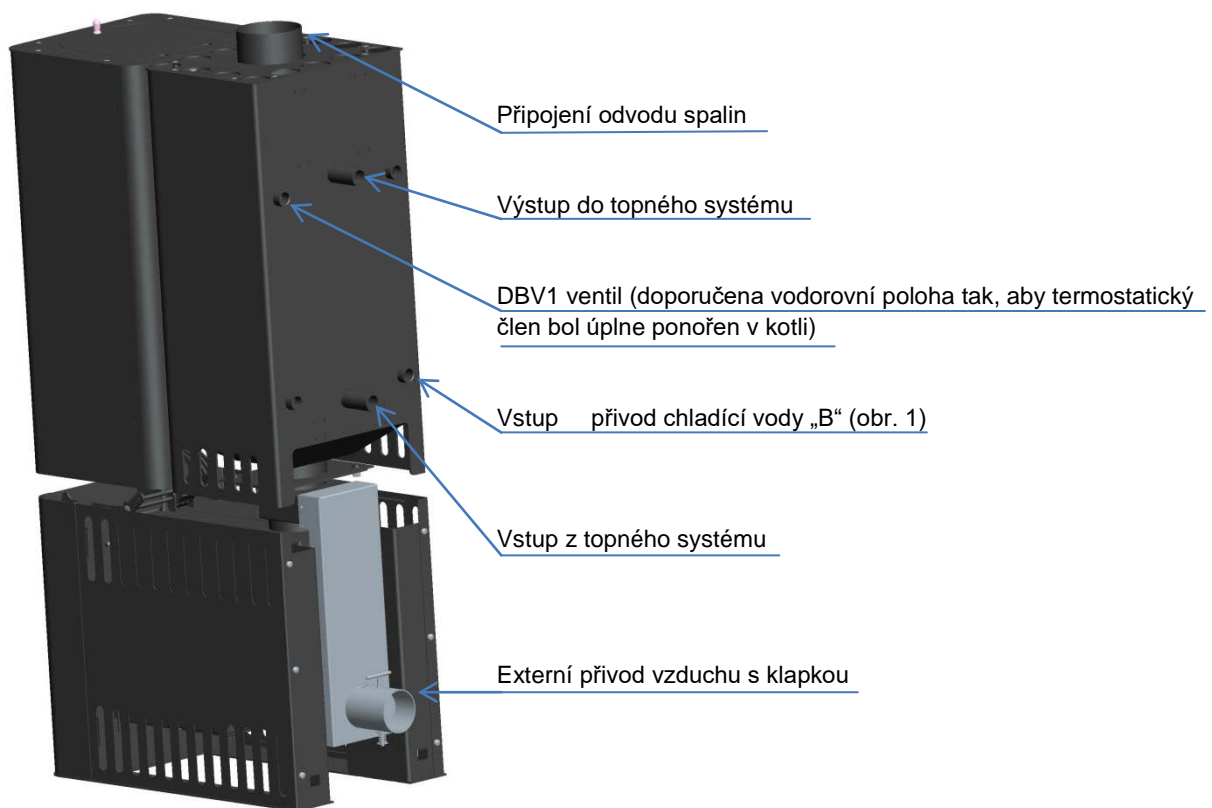 Připojení odvodu spalin
Výstup do topného systému
DBV1 ventil (doporučena vodorovní poloha tak, aby termostatický
člen bol úplne ponořen v kotli)
Vstup přivod chladící vody „B“ (obr. 1)
Vstup z topného systému
Externí přivod vzduchu s klapkou